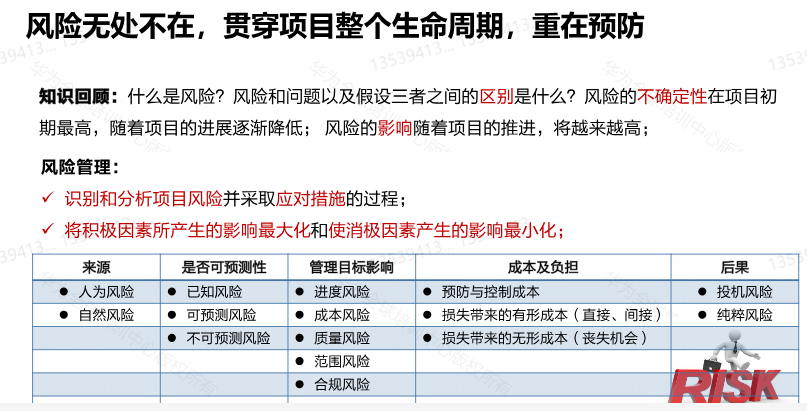 风险无处不在，贯穿项目整个生命周期，重在预防
知识回顾：什么是风险？风险和问题以及假设三者之间的区别是什么？风险的不确定性在项目初
期最高，随着项目的进展逐渐降低； 风险的影响随着项目的推进，将越来越高；
风险管理：
✓ 识别和分析项目风险并采取应对措施的过程；
✓ 将积极因素所产生的影响最大化和使消极因素产生的影响最小化；
来源 是否可预测性 管理目标影响 成本及负担 后果
● 人为风险 ● 已知风险 ● 进度风险 ● 预防与控制成本 ● 投机风险
● 自然风险 ● 可预测风险 ● 成本风险 ● 损失带来的有形成本（直接、间接） ● 纯粹风险
● 不可预测风险 ● 质量风险 ● 损失带来的无形成本（丧失机会）
● 范围风险
● 合规风险
RISK